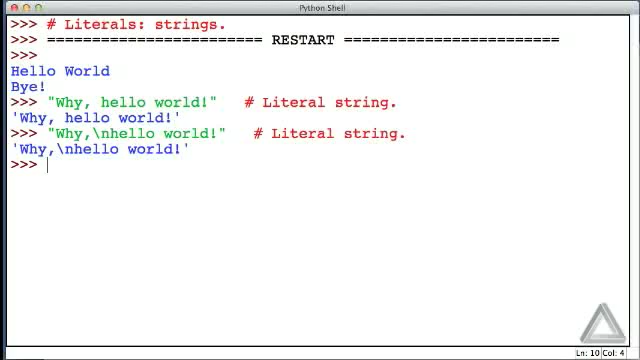 Python Shell
>>> # Literals: strings.
>>> ======================== RESTART ========================
>>>
Hello World
Bye!
>>> "Why, hello world!"   # Literal string.
'Why, hello world!'
>>> "Why,\nhello world!"   # Literal string.
'Why,\nhello world!'
>>>
Ln: 10 Col: 4